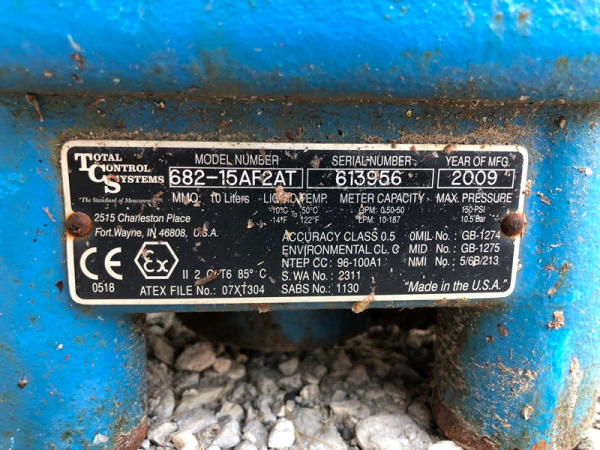 TOTAL CONTROL SYSTEMS
"The Standard of Measurement"
2515 Charleston Place
Fort Wayne, IN 46808, U.S.A.
MODEL NUMBER SERIAL NUMBER YEAR OF MFG.
682-15AF2AT 613956 2009
MMQ: 10 Liters LIQUID TEMP. METER CAPACITY MAX. PRESSURE
-10°C 50°C GPM: 0.50-50 150 PSI
14°F 122°F LPM: 10-187 10.5 Bar
ACCURACY CLASS 0.5 OIML No.: GB-1274
ENVIRONMENTAL CL. C MID No.: GB-1275
NTEP CC: 96-100A1 NMI No.: 5/6B/213
CE Ex II 2 G T6 85° C S.WA No.: 2311
0518 ATEX FILE No.: 07XT304 SABS No.: 1130 "Made in the U.S.A."